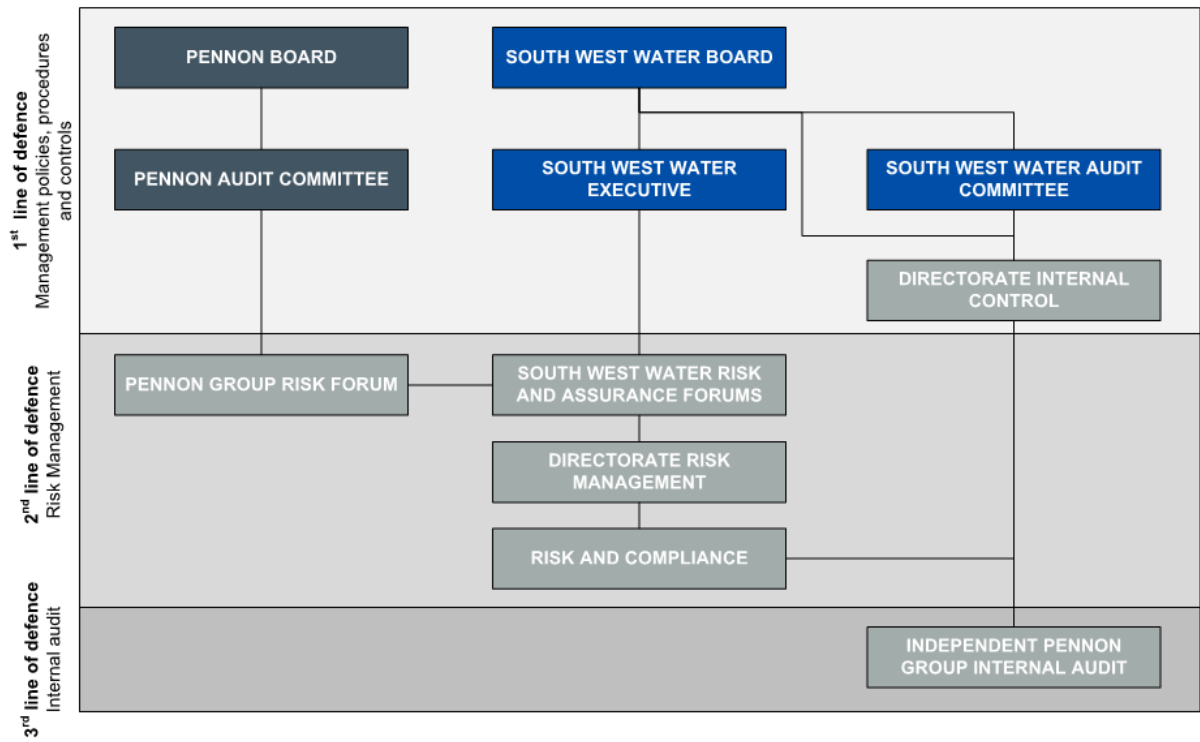 1st line of defence
Management policies, procedures
and controls
PENNON BOARD
SOUTH WEST WATER BOARD
PENNON AUDIT COMMITTEE
SOUTH WEST WATER
EXECUTIVE
SOUTH WEST WATER AUDIT
COMMITTEE
DIRECTORATE INTERNAL
CONTROL
2nd line of defence
Risk Management
PENNON GROUP RISK FORUM
SOUTH WEST WATER RISK
AND ASSURANCE FORUMS
DIRECTORATE RISK
MANAGEMENT
RISK AND COMPLIANCE
3rd line of defence
Internal audit
INDEPENDENT PENNON
GROUP INTERNAL AUDIT